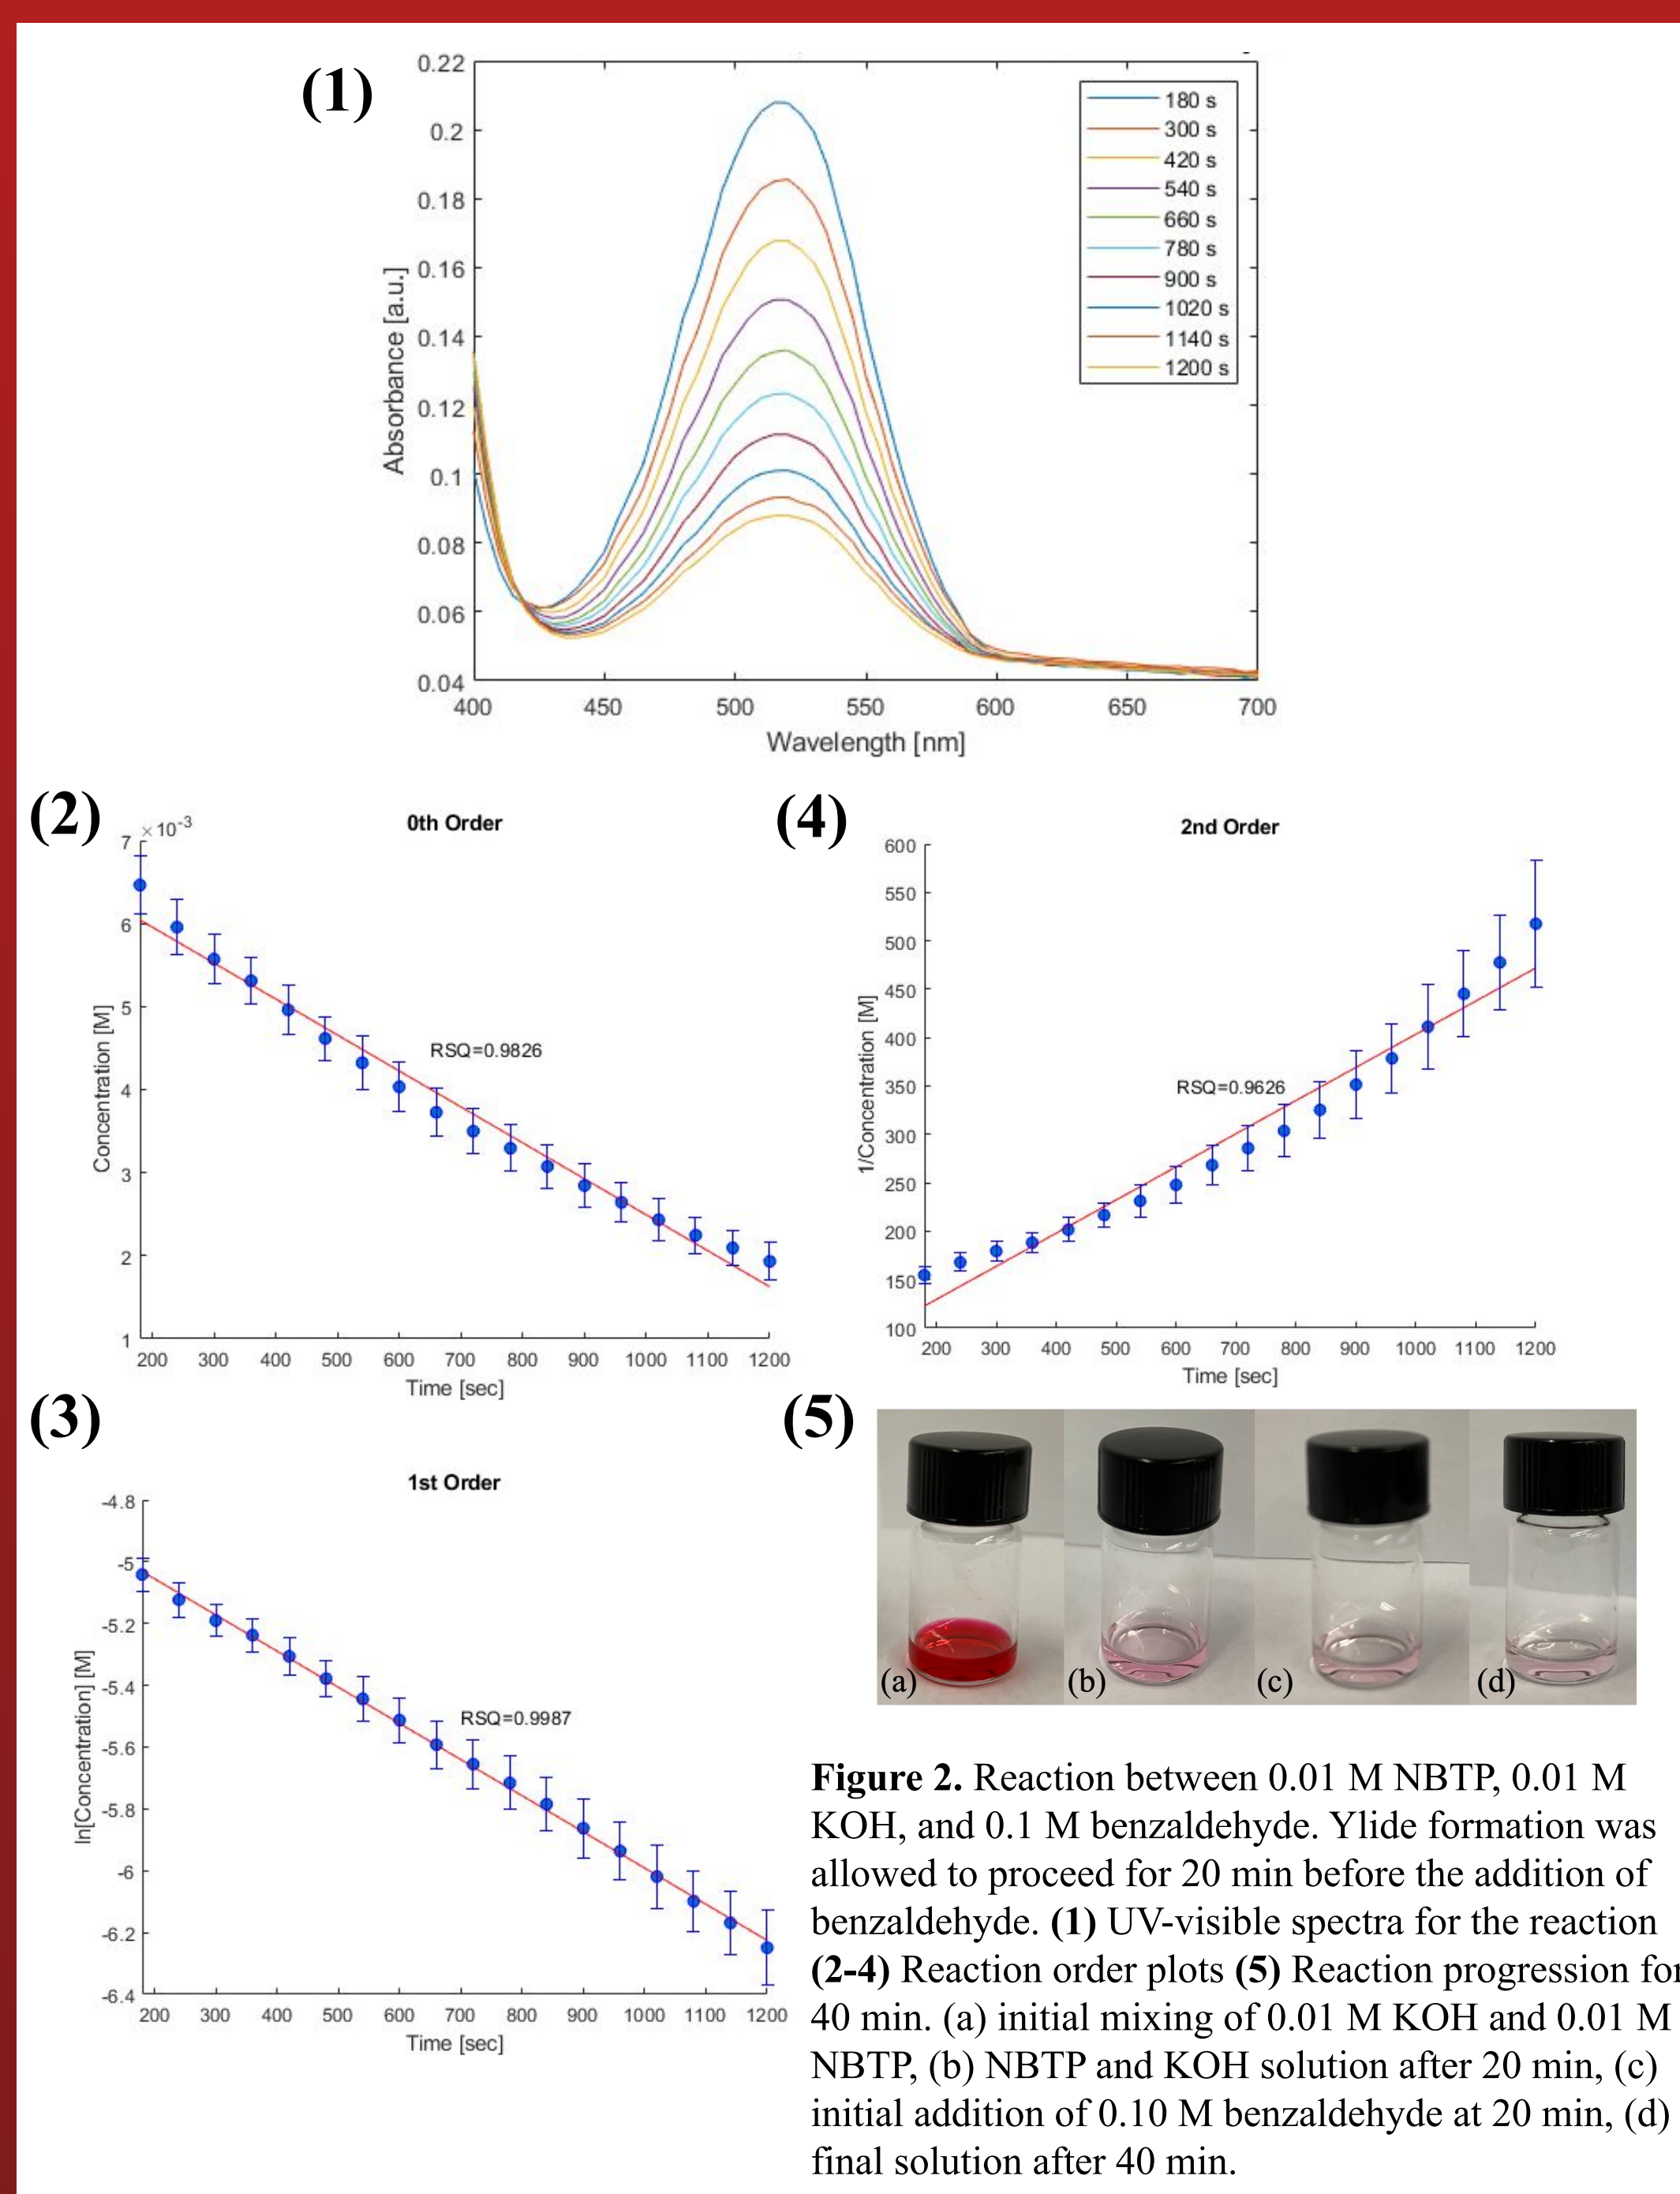 (1)
0.22
0.2
0.18
0.16
0.14
0.12
0.1
0.08
0.06
0.04
Absorbance [a.u.]
400 450 500 550 600 650 700
Wavelength [nm]
180 s
300 s
420 s
540 s
660 s
780 s
900 s
1020 s
1140 s
1200 s
(2)
0th Order
×10⁻³
7
6
5
4
3
2
1
Concentration [M]
RSQ=0.9826
200 300 400 500 600 700 800 900 1000 1100 1200
Time [sec]
(4)
2nd Order
600
550
500
450
400
350
300
250
200
150
100
1/Concentration [M]
RSQ=0.9626
200 300 400 500 600 700 800 900 1000 1100 1200
Time [sec]
(3)
1st Order
-4.8
-5
-5.2
-5.4
-5.6
-5.8
-6
-6.2
-6.4
ln[Concentration] [M]
RSQ=0.9987
200 300 400 500 600 700 800 900 1000 1100 1200
Time [sec]
(5)
(a) (b) (c) (d)
Figure 2. Reaction between 0.01 M NBTP, 0.01 M
KOH, and 0.1 M benzaldehyde. Ylide formation was
allowed to proceed for 20 min before the addition of
benzaldehyde. (1) UV-visible spectra for the reaction
(2-4) Reaction order plots (5) Reaction progression for
40 min. (a) initial mixing of 0.01 M KOH and 0.01 M
NBTP, (b) NBTP and KOH solution after 20 min, (c)
initial addition of 0.10 M benzaldehyde at 20 min, (d)
final solution after 40 min.